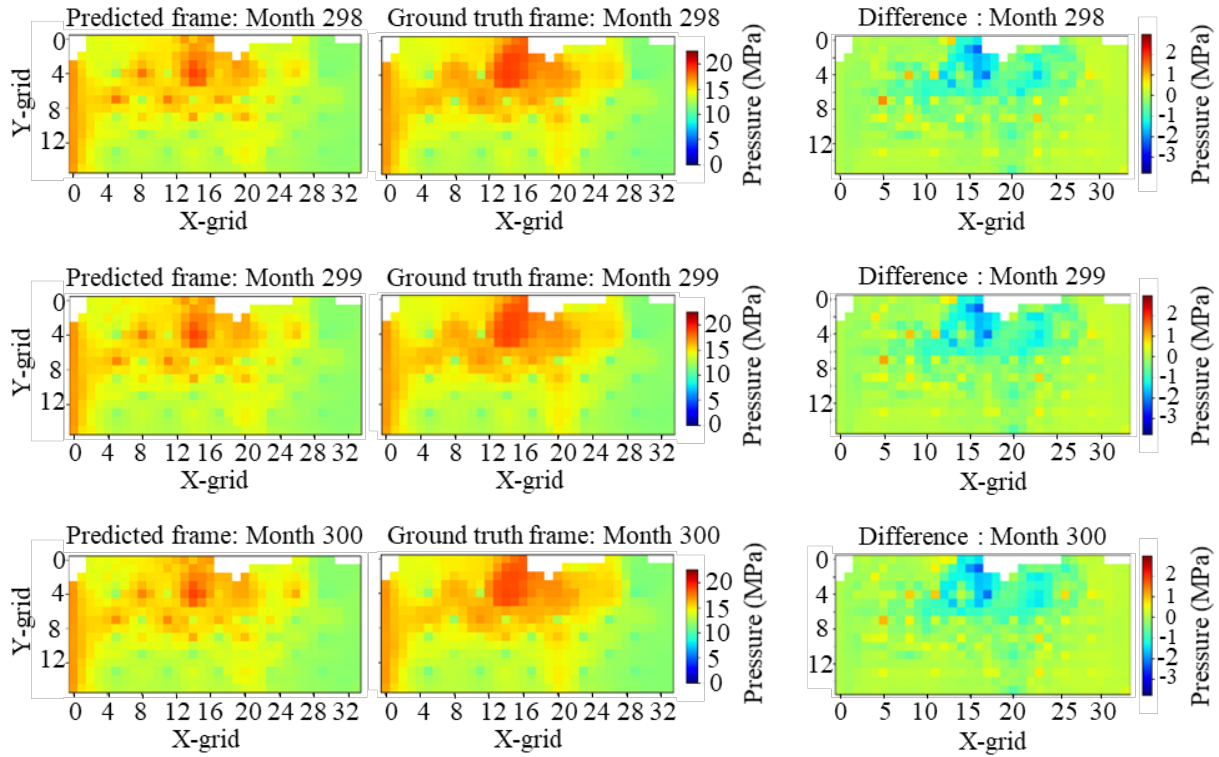 Predicted frame: Month 298 Ground truth frame: Month 298 Difference : Month 298
Y-grid
0
4
8
12
0 4 8 12 16 20 24 28 32
X-grid
0 4 8 12 16 20 24 28 32
X-grid
20
15
10
5
0
Pressure (MPa)
0
4
8
12
0 5 10 15 20 30
X-grid
2
1
0
-1
-2
-3
Pressure (MPa)
Predicted frame: Month 299 Ground truth frame: Month 299 Difference : Month 299
Y-grid
0
4
8
12
0 4 8 12 16 20 24 28 32
X-grid
0 4 8 12 16 20 24 28 32
X-grid
20
15
10
5
0
Pressure (MPa)
0
4
8
12
0 5 10 15 20 30
X-grid
2
1
0
-1
-2
-3
Pressure (MPa)
Predicted frame: Month 300 Ground truth frame: Month 300 Difference : Month 300
Y-grid
0
4
8
12
0 4 8 12 16 20 24 28 32
X-grid
0 4 8 12 16 20 24 28 32
X-grid
20
15
10
5
0
Pressure (MPa)
0
4
8
12
0 5 10 15 20 30
X-grid
2
1
0
-1
-2
-3
Pressure (MPa)